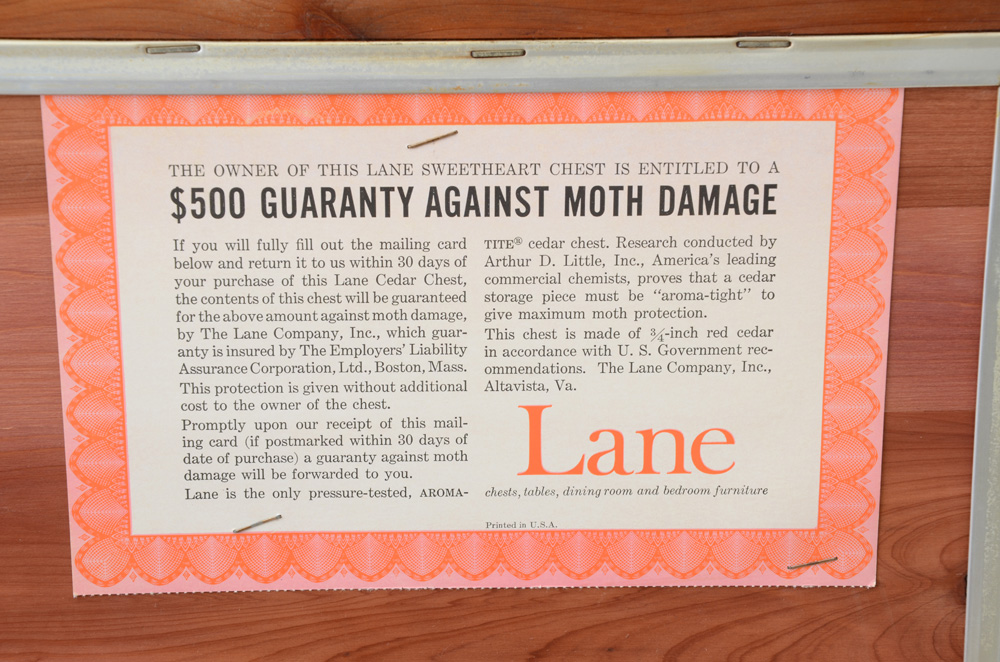 THE OWNER OF THIS LANE SWEETHEART CHEST IS ENTITLED TO A
$500 GUARANTY AGAINST MOTH DAMAGE
If you will fully fill out the mailing card
below and return it to us within 30 days of
your purchase of this Lane Cedar Chest,
the contents of this chest will be guaranteed
for the above amount against moth damage,
by The Lane Company, Inc., which guar-
anty is insured by The Employers' Liability
Assurance Corporation, Ltd., Boston, Mass.
This protection is given without additional
cost to the owner of the chest.
Promptly upon our receipt of this mail-
ing card (if postmarked within 30 days of
date of purchase) a guaranty against moth
damage will be forwarded to you.
Lane is the only pressure-tested, AROMA-
TITE® cedar chest. Research conducted by
Arthur D. Little, Inc., America's leading
commercial chemists, proves that a cedar
storage piece must be "aroma-tight" to
give maximum moth protection.
This chest is made of ¾-inch red cedar
in accordance with U. S. Government rec-
ommendations. The Lane Company, Inc.,
Altavista, Va.
Lane
chests, tables, dining room and bedroom furniture
Printed in U.S.A.